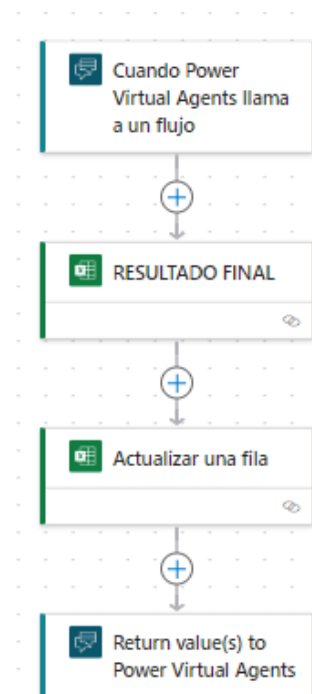 Cuando Power
Virtual Agents llama
a un flujo
RESULTADO FINAL
Actualizar una fila
Return value(s) to
Power Virtual Agents